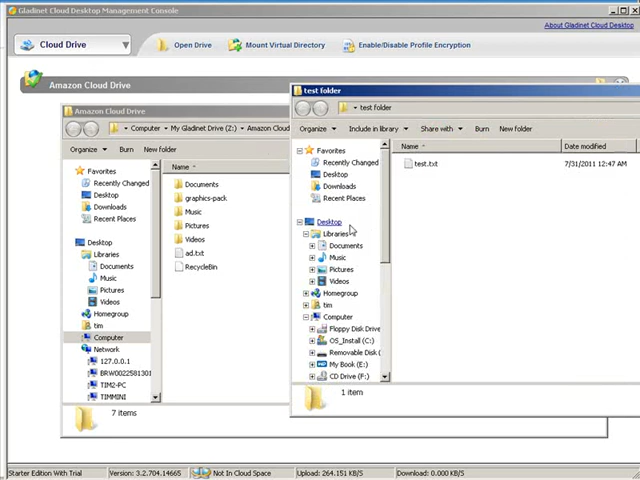 Gladinet Cloud Desktop Management Console
About Gladinet Cloud Desktop
Cloud Drive
Open Drive
Mount Virtual Directory
Enable/Disable Profile Encryption
Amazon Cloud Drive
Amazon Cloud Drive
Computer
My Gladinet Drive (Z:)
Amazon Cloud
Organize
Burn
New folder
Favorites
Recently Changed
Desktop
Downloads
Recent Places
Desktop
Libraries
Documents
Music
Pictures
Videos
Homegroup
tim
Computer
Network
127.0.0.1
BRW0022581301
TIM2-PC
TIMMINI
Name
Documents
graphics-pack
Music
Pictures
Videos
ad.txt
RecycleBin
7 items
test folder
test folder
Organize
Include in library
Share with
Burn
New folder
Favorites
Recently Changed
Desktop
Downloads
Recent Places
Desktop
Libraries
Documents
Music
Pictures
Videos
Homegroup
tim
Computer
Floppy Disk Drive
OS_Install (C:)
Removable Disk (
My Book (E:)
CD Drive (F:)
Name
Date modified
test.txt
7/31/2011 12:47 AM
1 item
Starter Edition With Trial
Version: 3.2.704.14665
Not In Cloud Space
Upload: 264.151 KB/S
Download: 0.000 KB/S